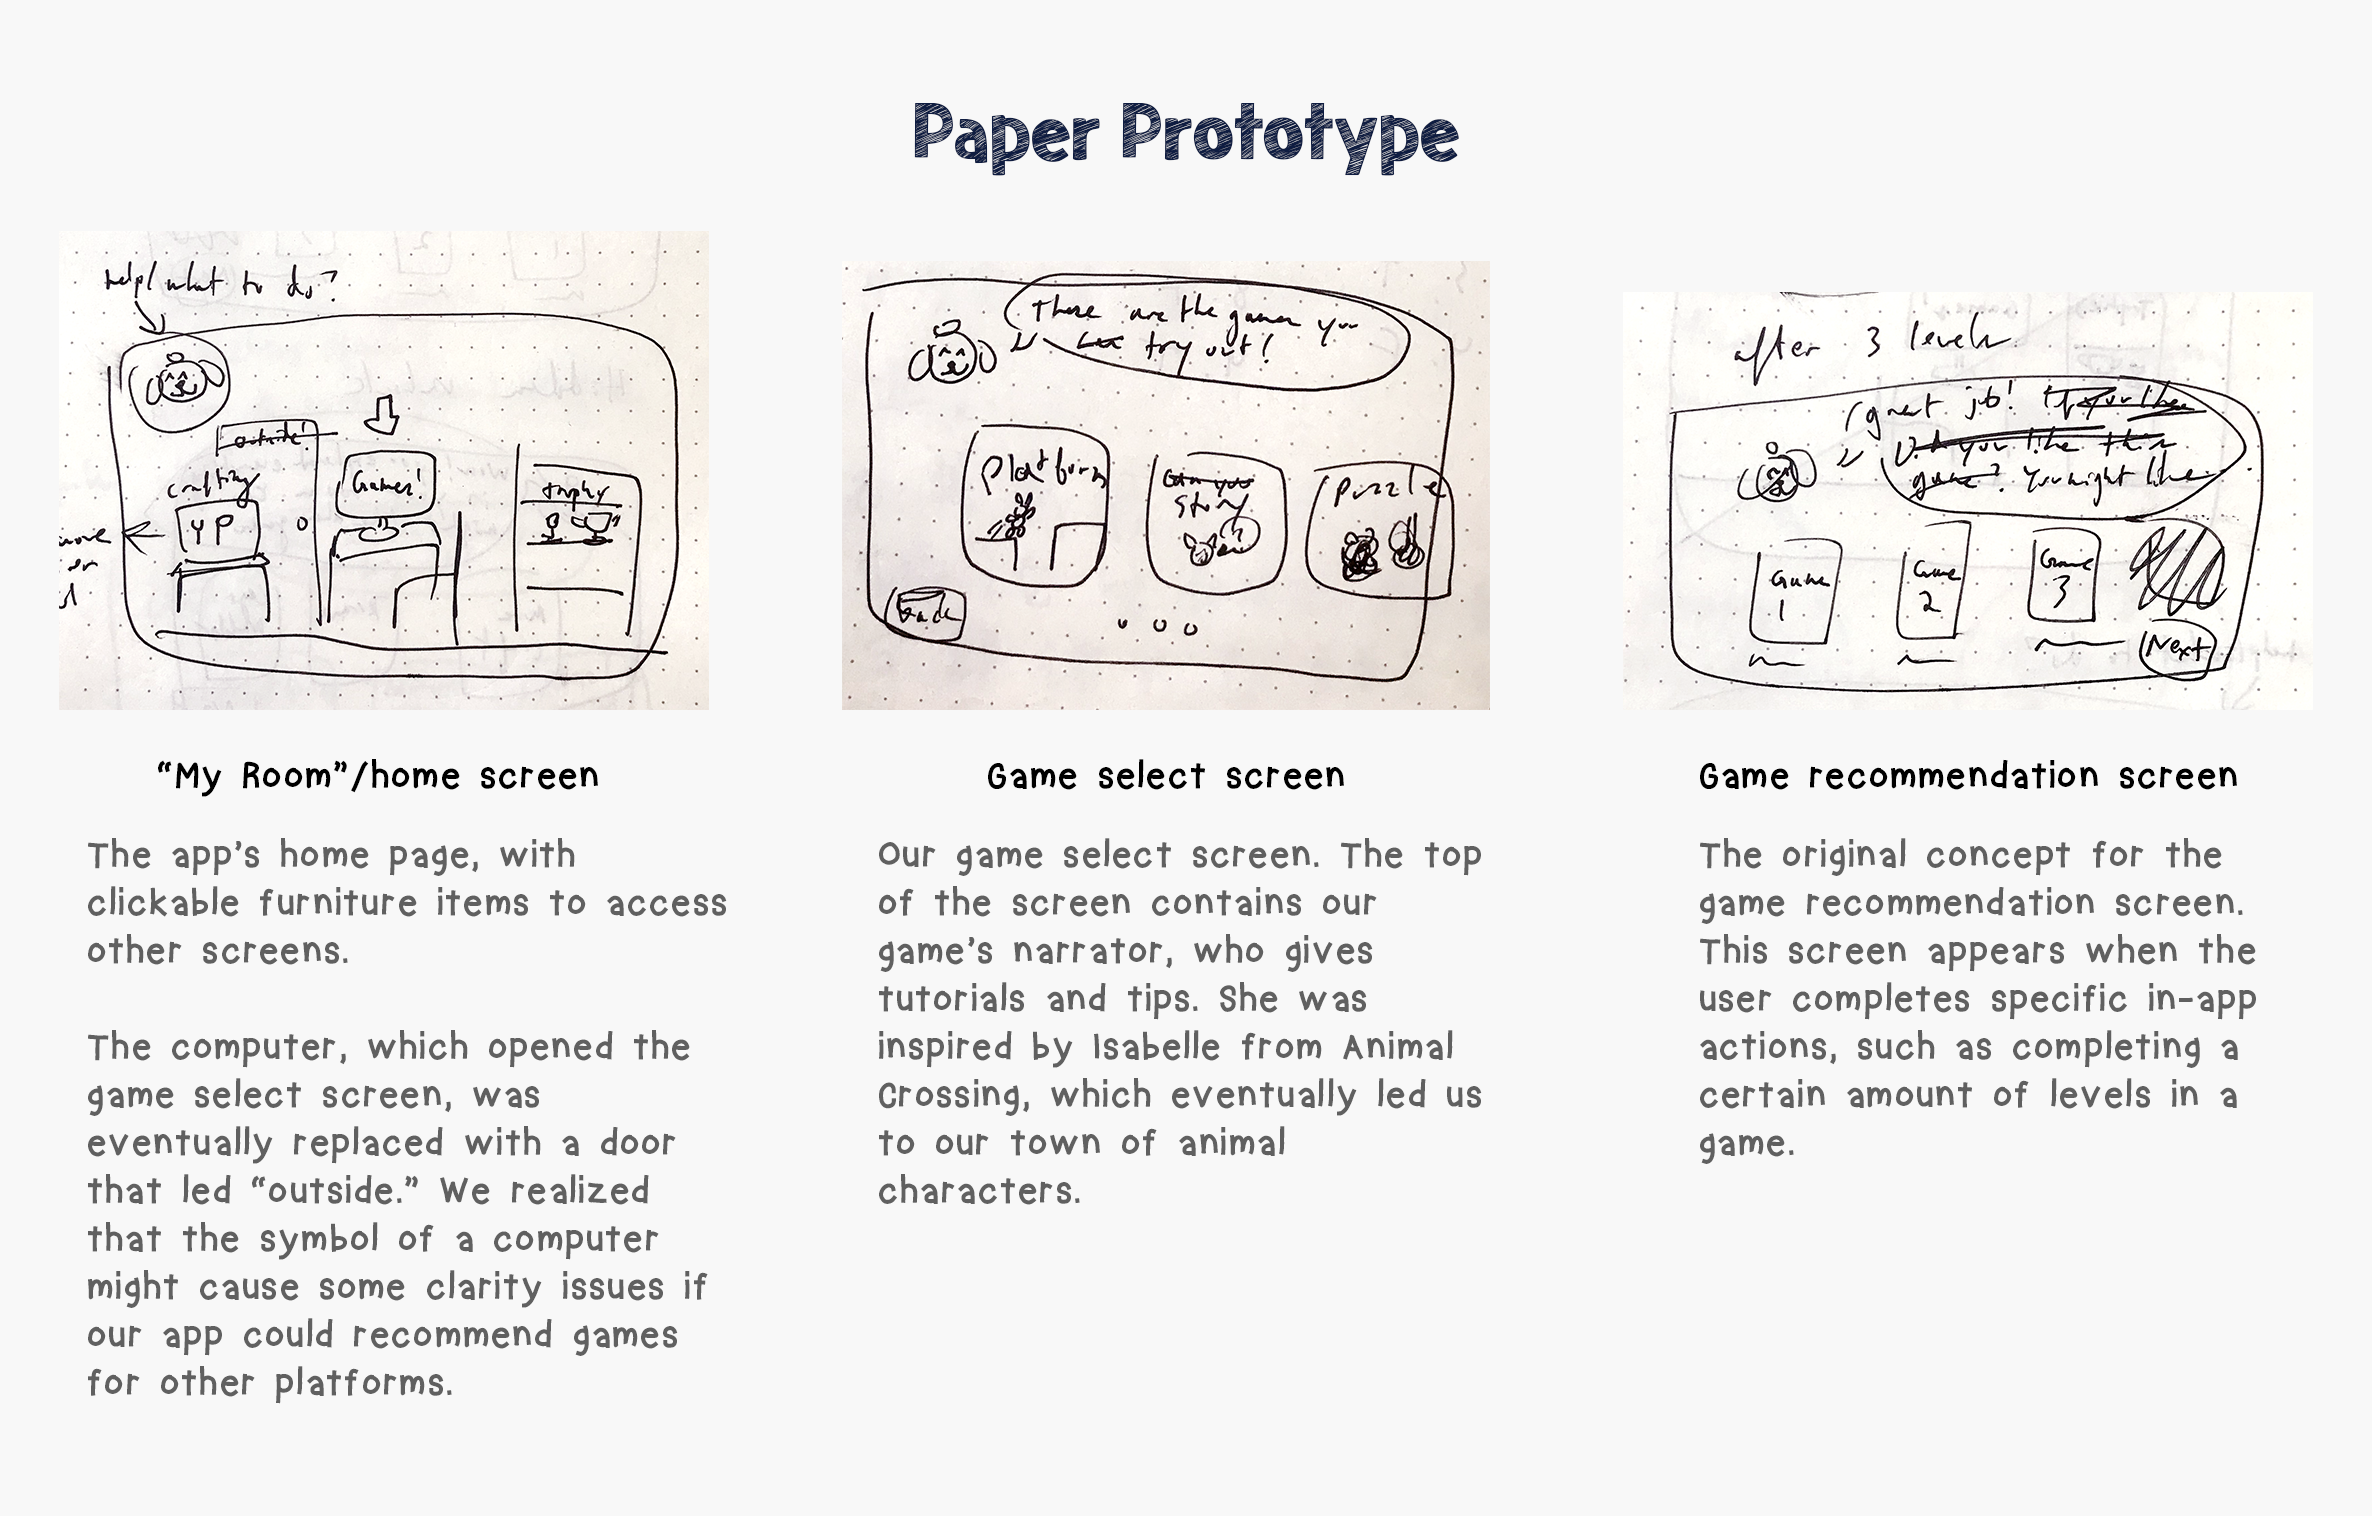 Paper Prototype
help/what to do?
outside!
crafting
Games!
trophy
YP
"My Room"/home screen
The app's home page, with
clickable furniture items to access
other screens.
The computer, which opened the
game select screen, was
eventually replaced with a door
that led "outside." We realized
that the symbol of a computer
might cause some clarity issues if
our app could recommend games
for other platforms.
These are the games you
try out!
Platform
story
Puzzle
Back
Game select screen
Our game select screen. The top
of the screen contains our
game's narrator, who gives
tutorials and tips. She was
inspired by Isabelle from Animal
Crossing, which eventually led us
to our town of animal
characters.
after 3 levels
great job!
you like this
game? You might like
Game
1
Game
2
Game
3
Next
Game recommendation screen
The original concept for the
game recommendation screen.
This screen appears when the
user completes specific in-app
actions, such as completing a
certain amount of levels in a
game.